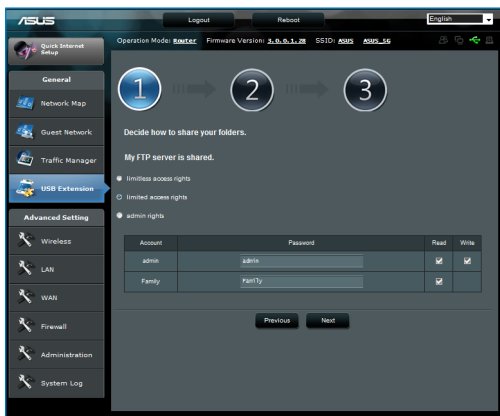 ASUS
Logout
Reboot
English
Quick Internet Setup
Operation Mode: Router Firmware Version: 3.0.0.1.28 SSID: ASUS ASUS_5G
General
Network Map
Guest Network
Traffic Manager
USB Extension
Advanced Setting
Wireless
LAN
WAN
Firewall
Administration
System Log
1
2
3
Decide how to share your folders.
My FTP server is shared.
limitless access rights
limited access rights
admin rights
Account Password Read Write
admin admin
Family Family
Previous Next